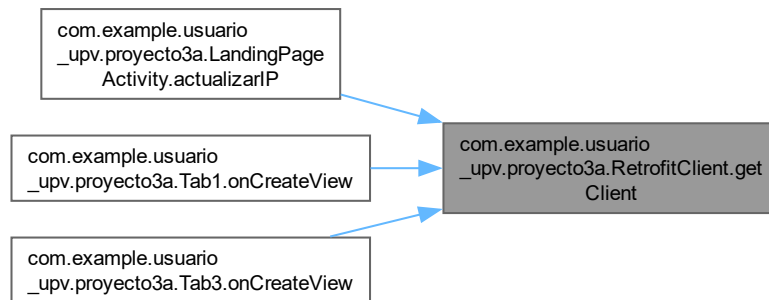 com.example.usuario
_upv.proyecto3a.LandingPage
Activity.actualizarIP
com.example.usuario
_upv.proyecto3a.Tab1.onCreateView
com.example.usuario
_upv.proyecto3a.Tab3.onCreateView
com.example.usuario
_upv.proyecto3a.RetrofitClient.get
Client